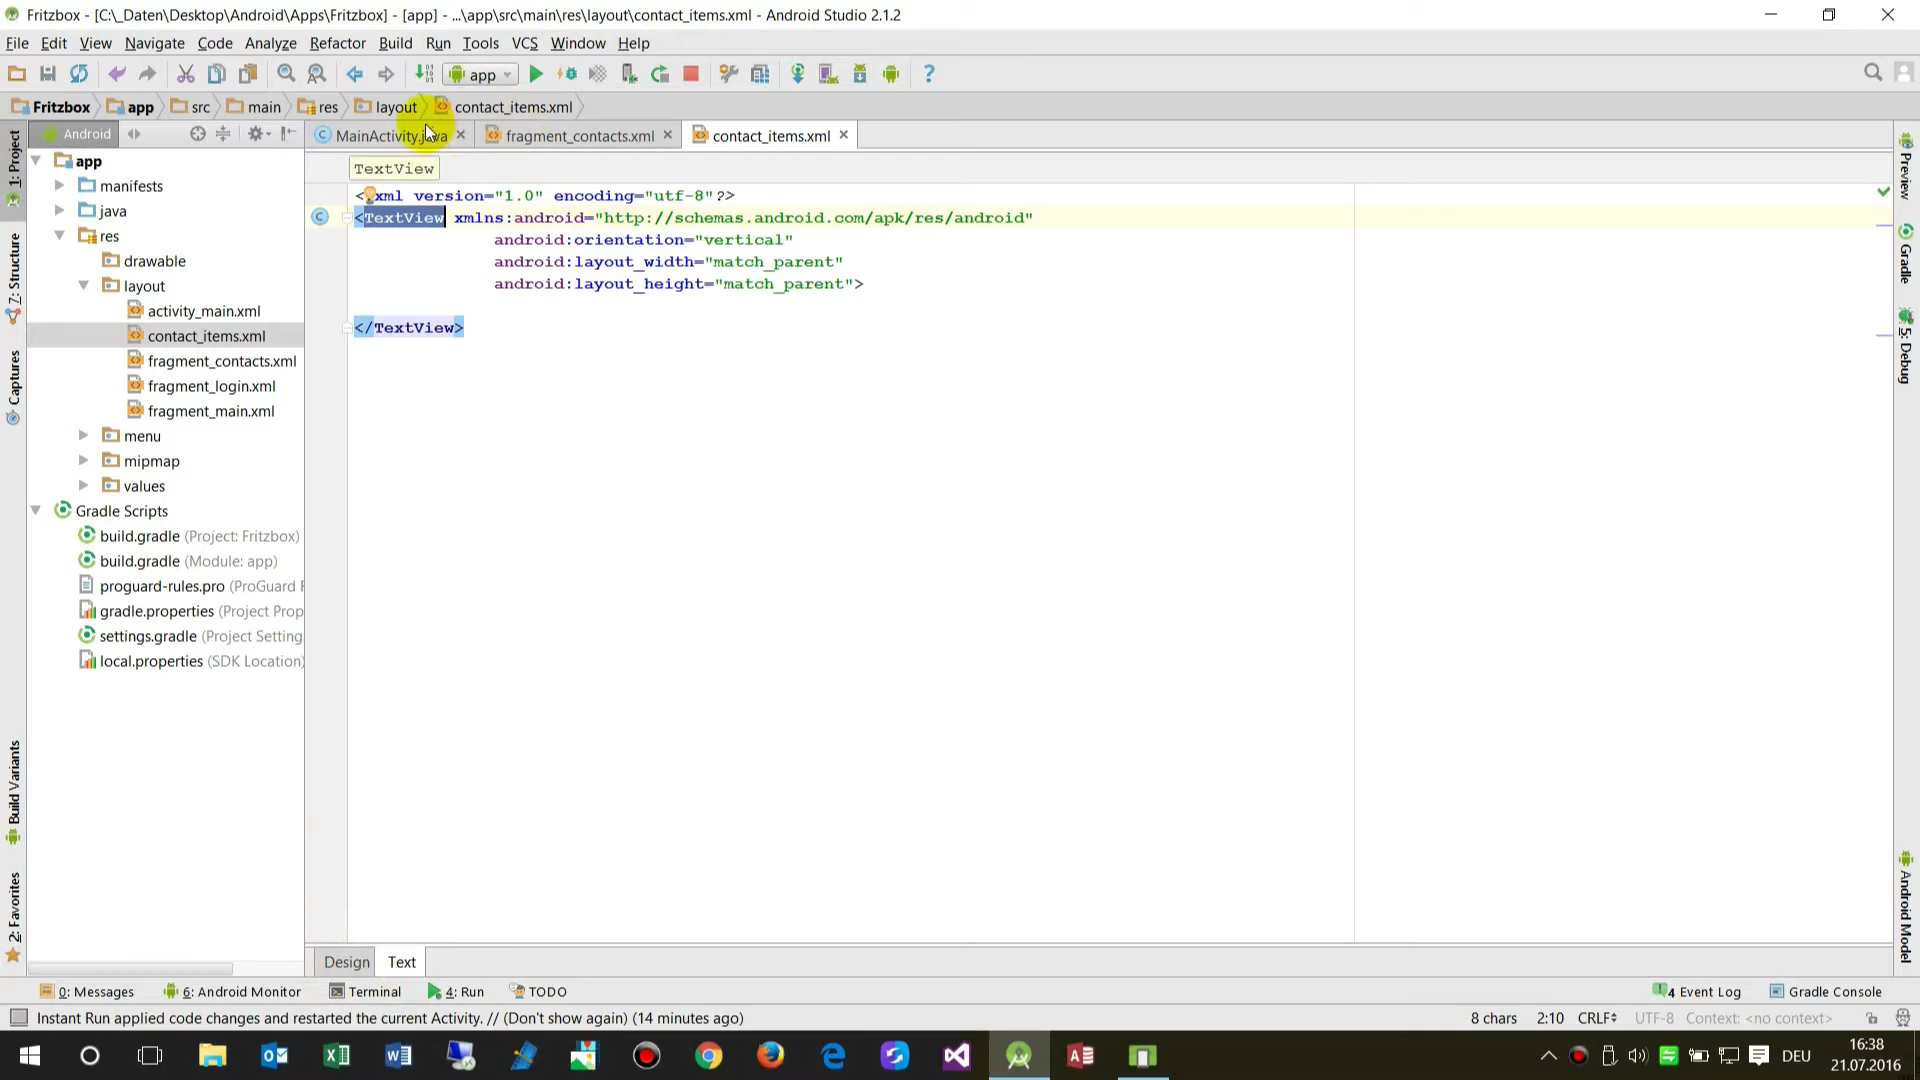 Fritzbox - [C:\_Daten\Desktop\Android\Apps\Fritzbox] - [app] - ...\app\src\main\res\layout\contact_items.xml - Android Studio 2.1.2
File Edit View Navigate Code Analyze Refactor Build Run Tools VCS Window Help
app
Fritzbox app src main res layout contact_items.xml
Android
MainActivity.java fragment_contacts.xml contact_items.xml
TextView
<?xml version="1.0" encoding="utf-8"?>
<TextView xmlns:android="http://schemas.android.com/apk/res/android"
android:orientation="vertical"
android:layout_width="match_parent"
android:layout_height="match_parent">
</TextView>
app
manifests
java
res
drawable
layout
activity_main.xml
contact_items.xml
fragment_contacts.xml
fragment_login.xml
fragment_main.xml
menu
mipmap
values
Gradle Scripts
build.gradle (Project: Fritzbox)
build.gradle (Module: app)
proguard-rules.pro (ProGuard
gradle.properties (Project Prop
settings.gradle (Project Setting
local.properties (SDK Location)
1: Project
7: Structure
Captures
Build Variants
2: Favorites
Preview
Gradle
5: Debug
Android Model
Design Text
0: Messages 6: Android Monitor Terminal 4: Run TODO
4 Event Log Gradle Console
Instant Run applied code changes and restarted the current Activity. // (Don't show again) (14 minutes ago)
8 chars 2:10 CRLF UTF-8 Context: <no context>
DEU
16:38
21.07.2016